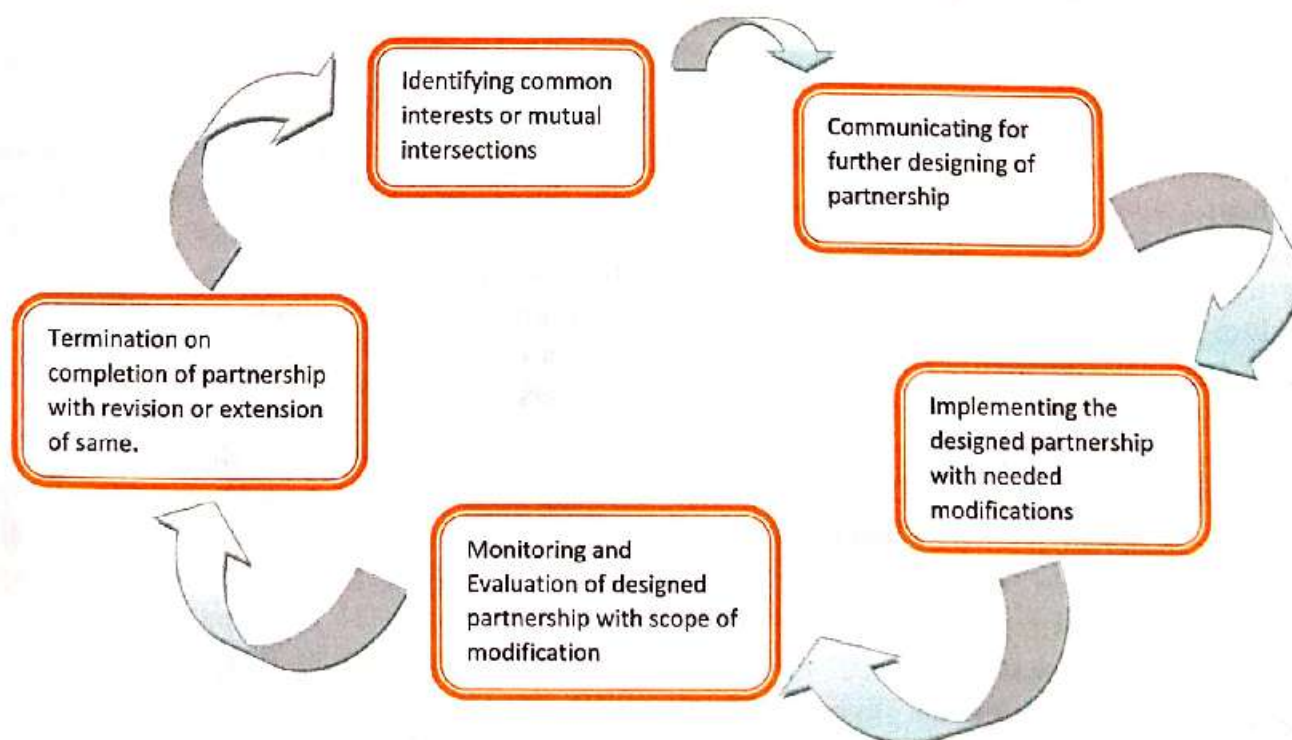 Identifying common
interests or mutual
intersections
Communicating for
further designing of
partnership
Implementing the
designed partnership
with needed
modifications
Monitoring and
Evaluation of designed
partnership with scope of
modification
Termination on
completion of partnership
with revision or extension
of same.